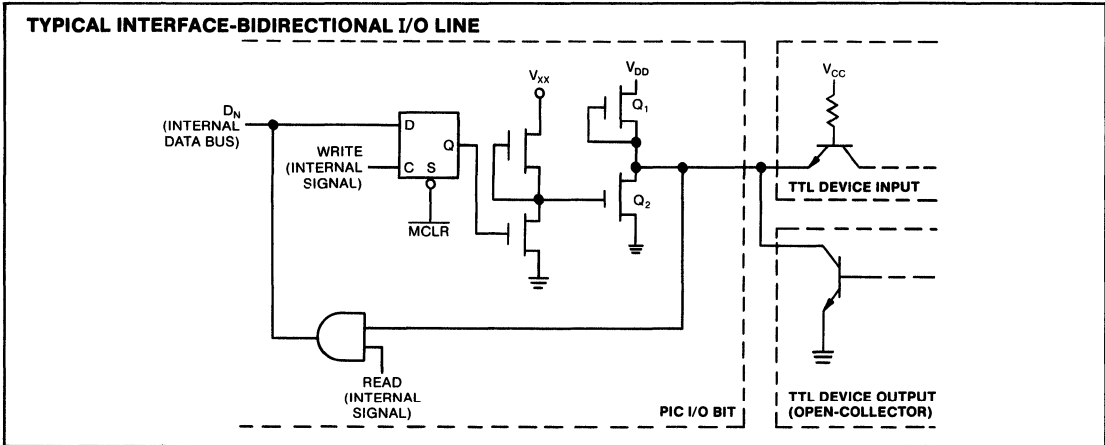 TYPICAL INTERFACE-BIDIRECTIONAL I/O LINE
DN
(INTERNAL
DATA BUS)
WRITE
(INTERNAL
SIGNAL)
D
Q
C S
MCLR
VXX
VDD
Q1
Q2
VCC
TTL DEVICE INPUT
READ
(INTERNAL
SIGNAL)
PIC I/O BIT
TTL DEVICE OUTPUT
(OPEN-COLLECTOR)